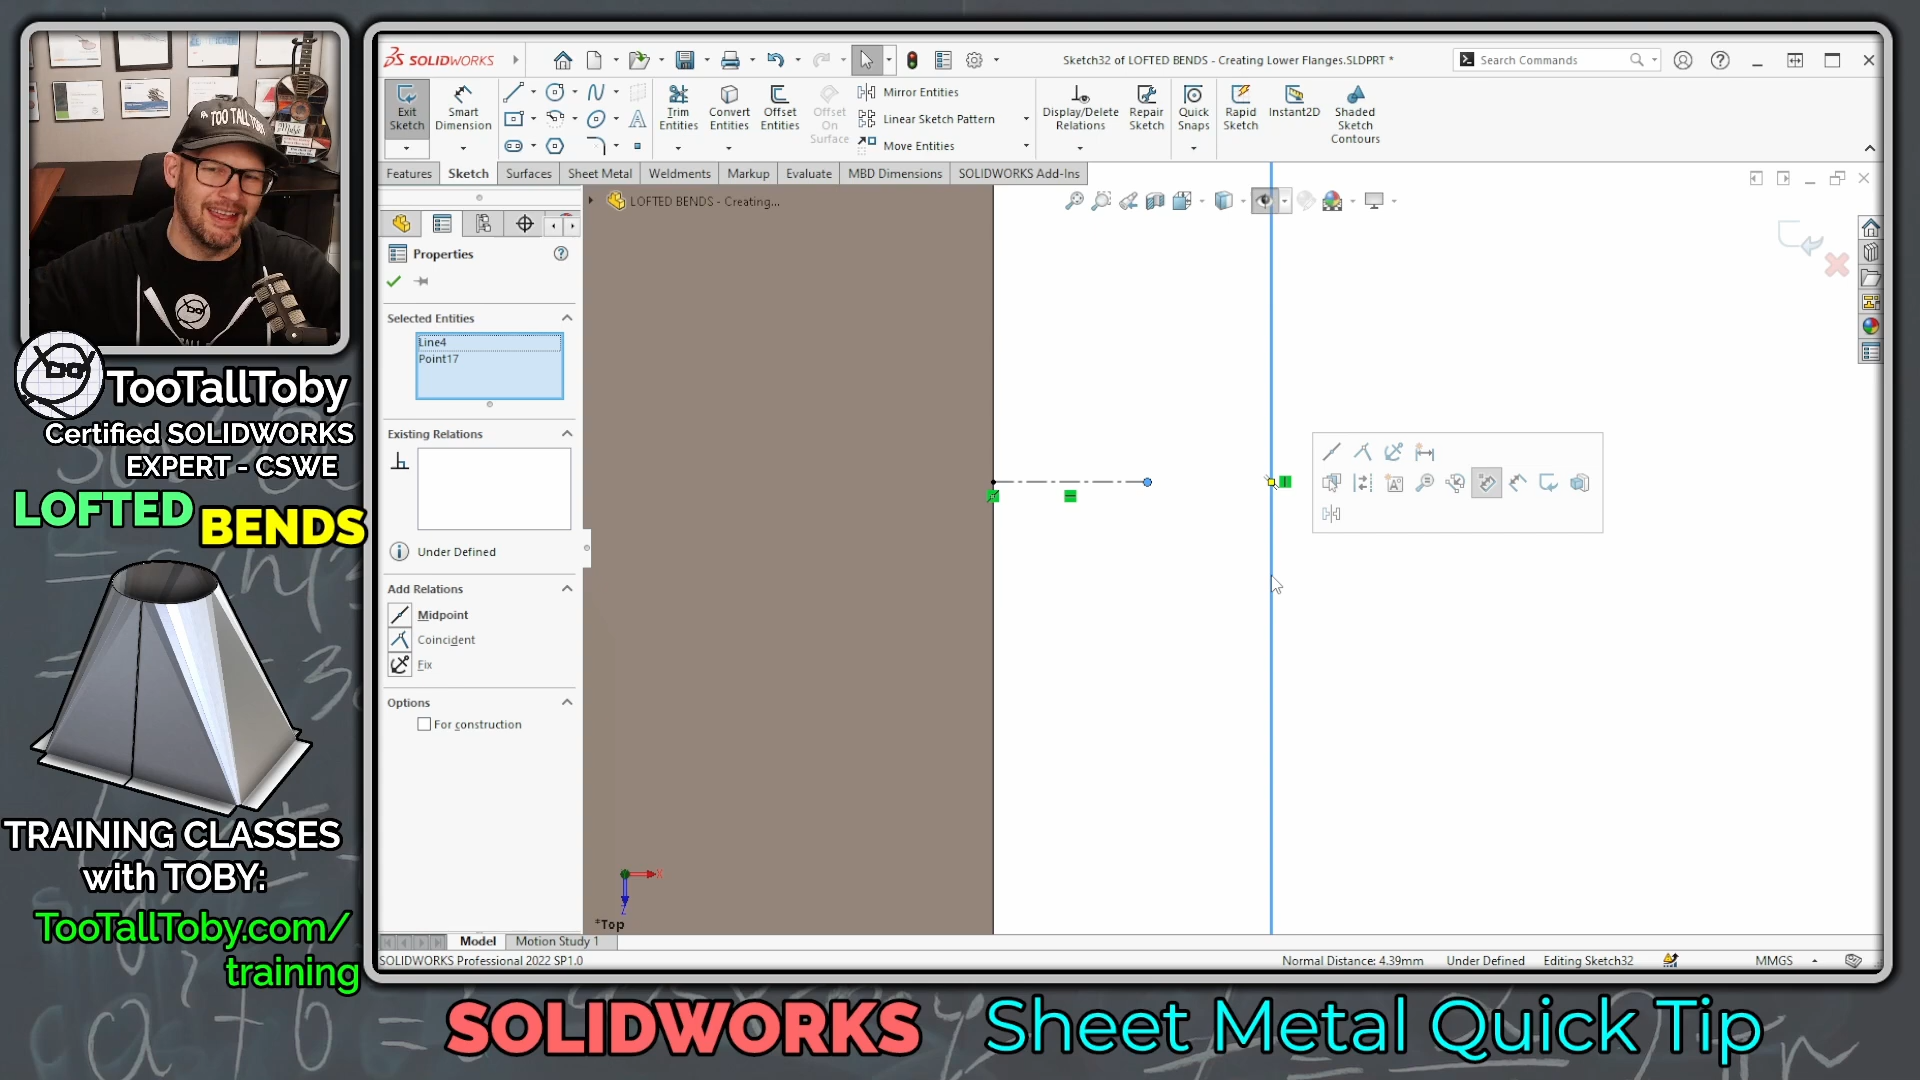 SOLIDWORKS
Sketch32 of LOFTED BENDS - Creating Lower Flanges.SLDPRT *
Search Commands
Exit Sketch
Smart Dimension
Trim Entities
Convert Entities
Offset Entities
Offset On Surface
Mirror Entities
Linear Sketch Pattern
Move Entities
Display/Delete Relations
Repair Sketch
Quick Snaps
Rapid Sketch
Instant2D
Shaded Sketch Contours
Features
Sketch
Surfaces
Sheet Metal
Weldments
Markup
Evaluate
MBD Dimensions
SOLIDWORKS Add-Ins
LOFTED BENDS - Creating...
Properties
Selected Entities
Line4
Point17
Existing Relations
Under Defined
Add Relations
Midpoint
Coincident
Fix
Options
For construction
X
Z
*Top
Model
Motion Study 1
SOLIDWORKS Professional 2022 SP1.0
Normal Distance: 4.39mm
Under Defined
Editing Sketch32
MMGS
TOO TALL TOBY
TooTallToby
Certified SOLIDWORKS
EXPERT - CSWE
LOFTED BENDS
TRAINING CLASSES
with TOBY:
TooTallToby.com/
training
SOLIDWORKS Sheet Metal Quick Tip